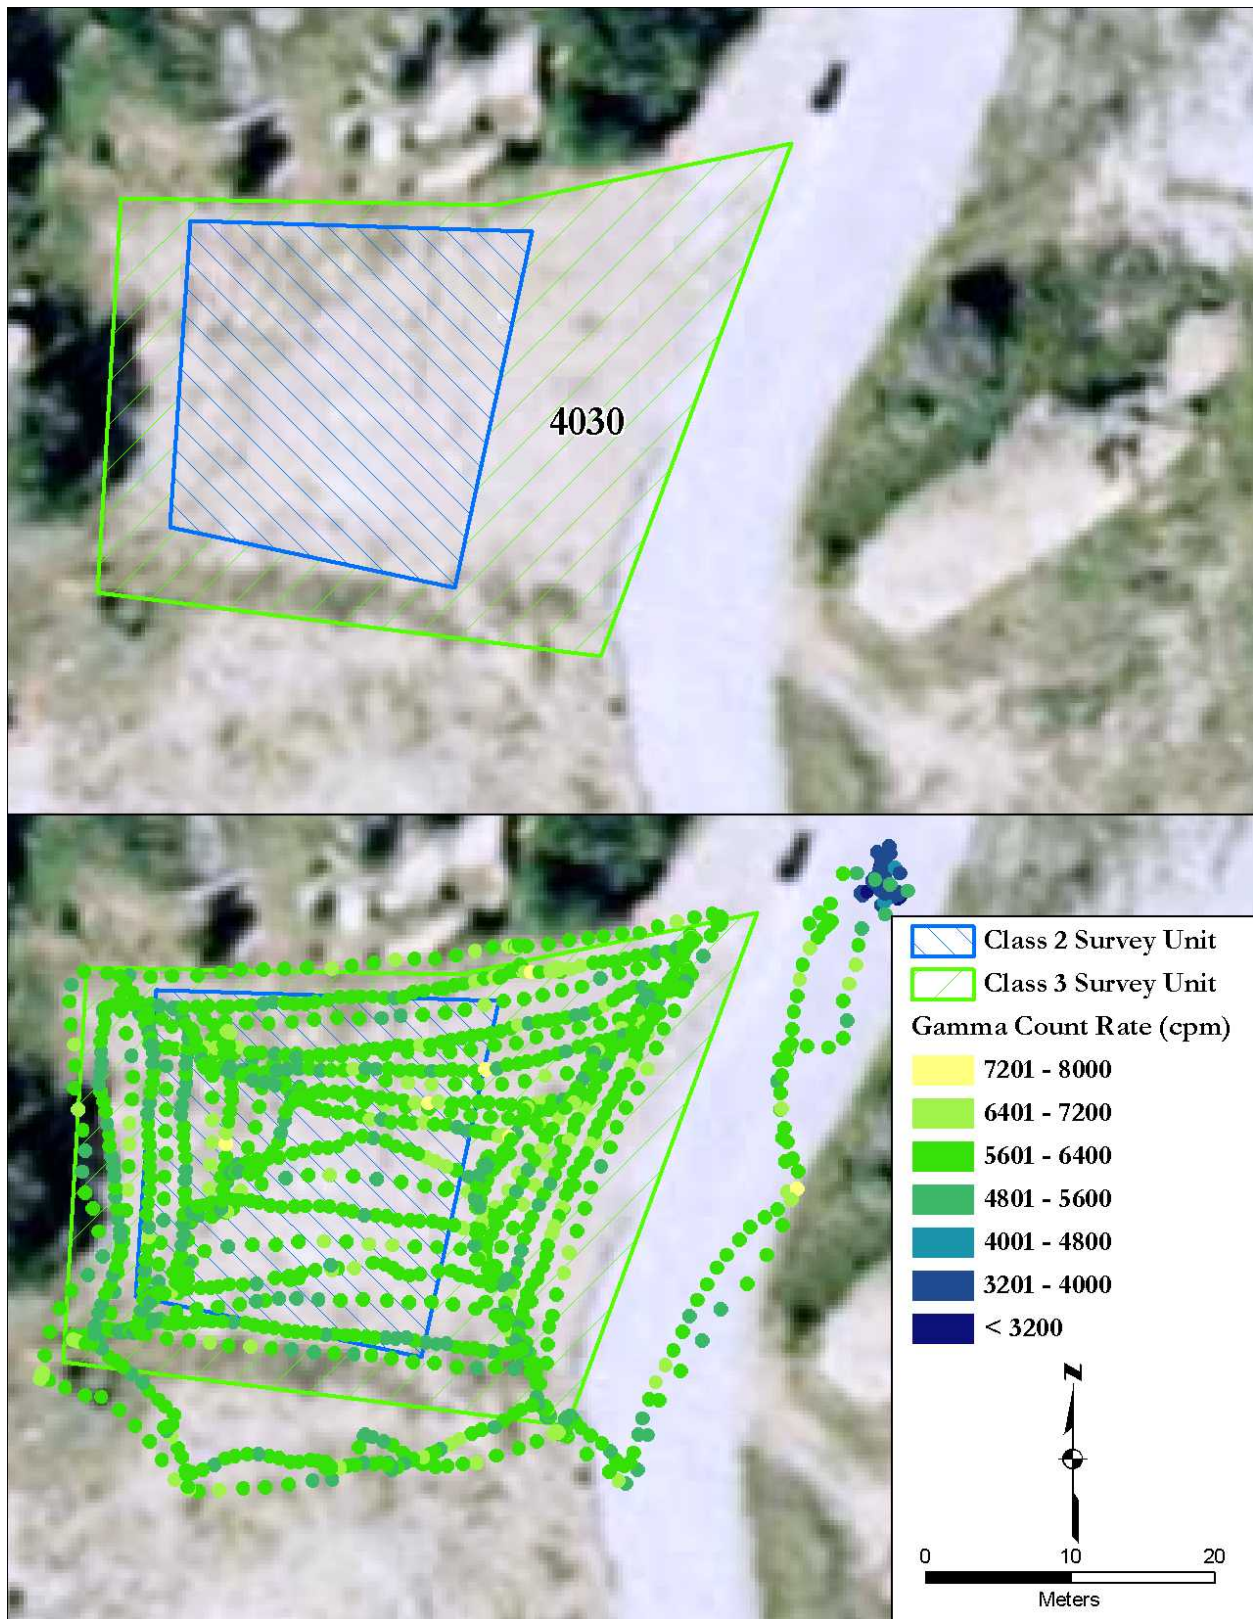 4030
Class 2 Survey Unit
Class 3 Survey Unit
Gamma Count Rate (cpm)
7201 - 8000
6401 - 7200
5601 - 6400
4801 - 5600
4001 - 4800
3201 - 4000
< 3200
N
0 10 20
Meters